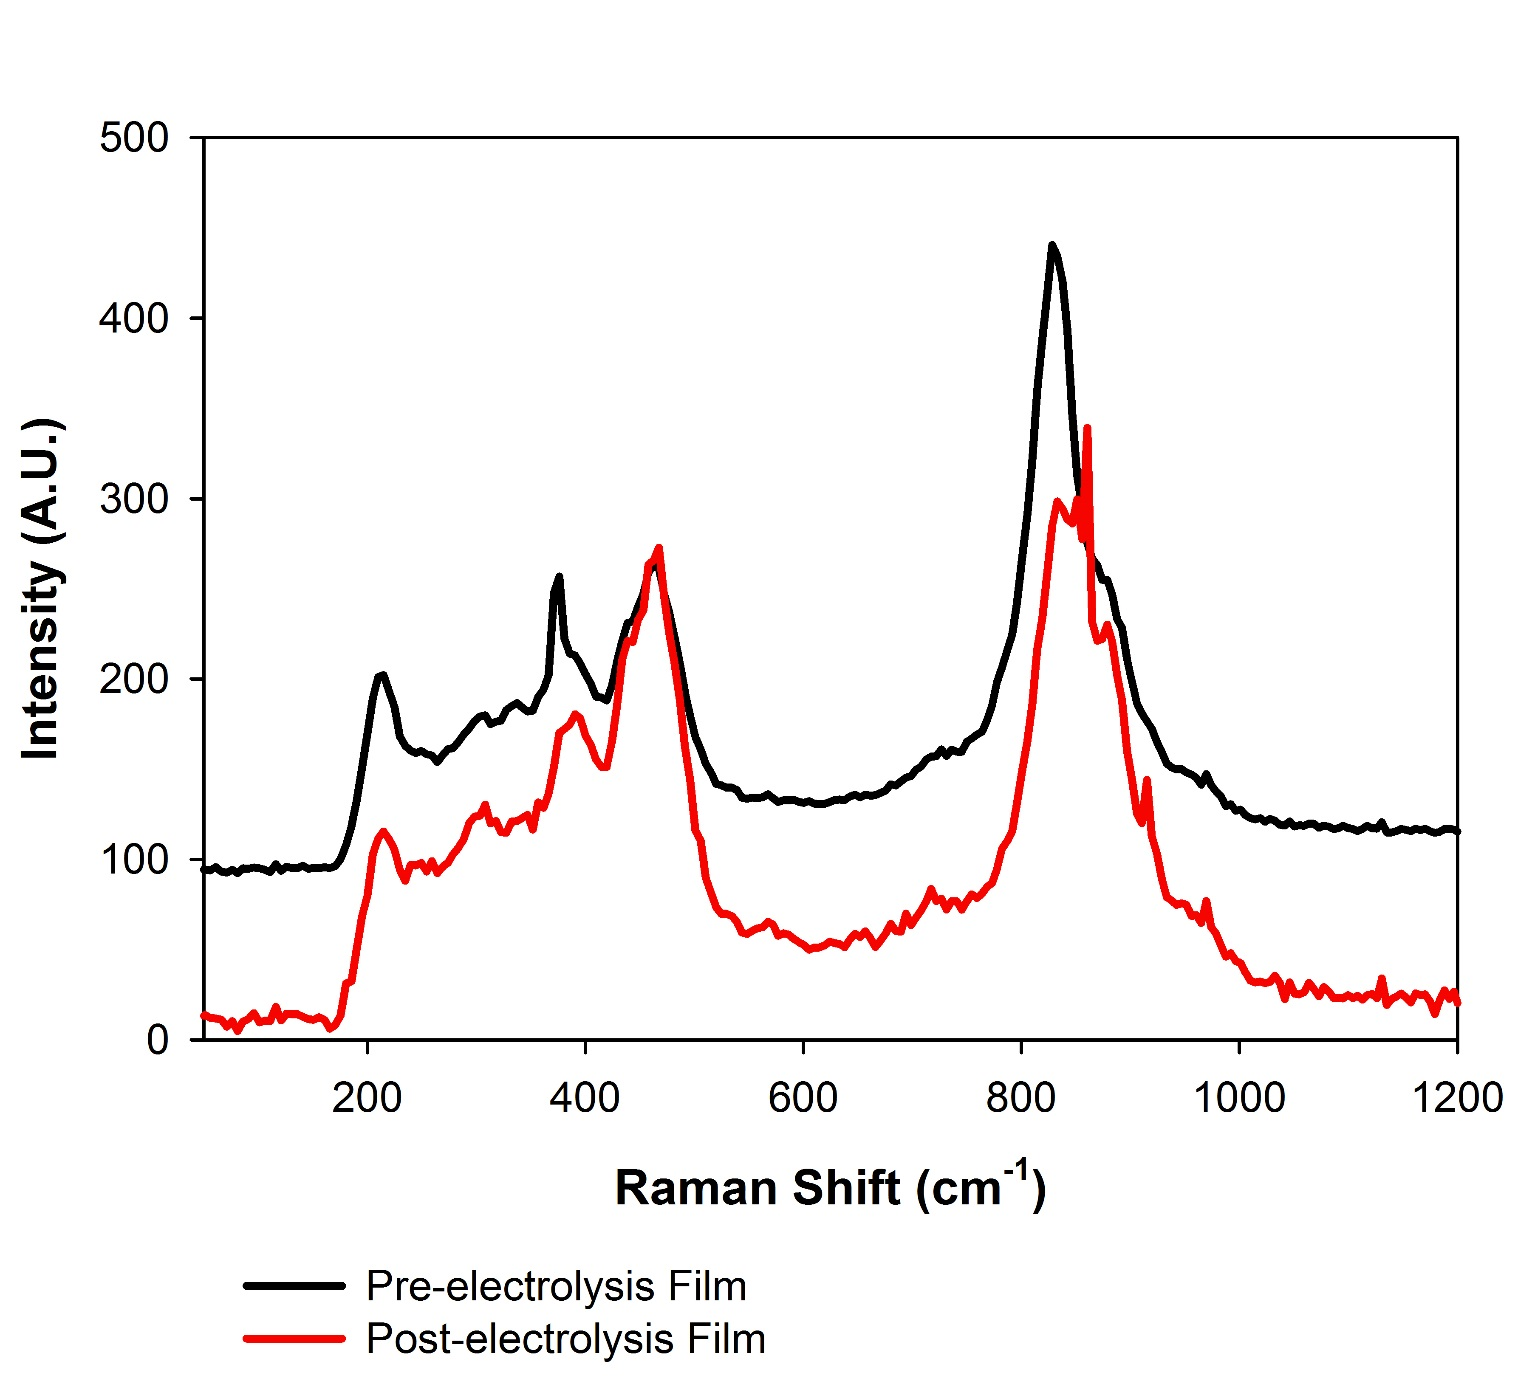 500
400
300
200
100
0
Intensity (A.U.)
200 400 600 800 1000 1200
Raman Shift (cm⁻¹)
Pre-electrolysis Film
Post-electrolysis Film